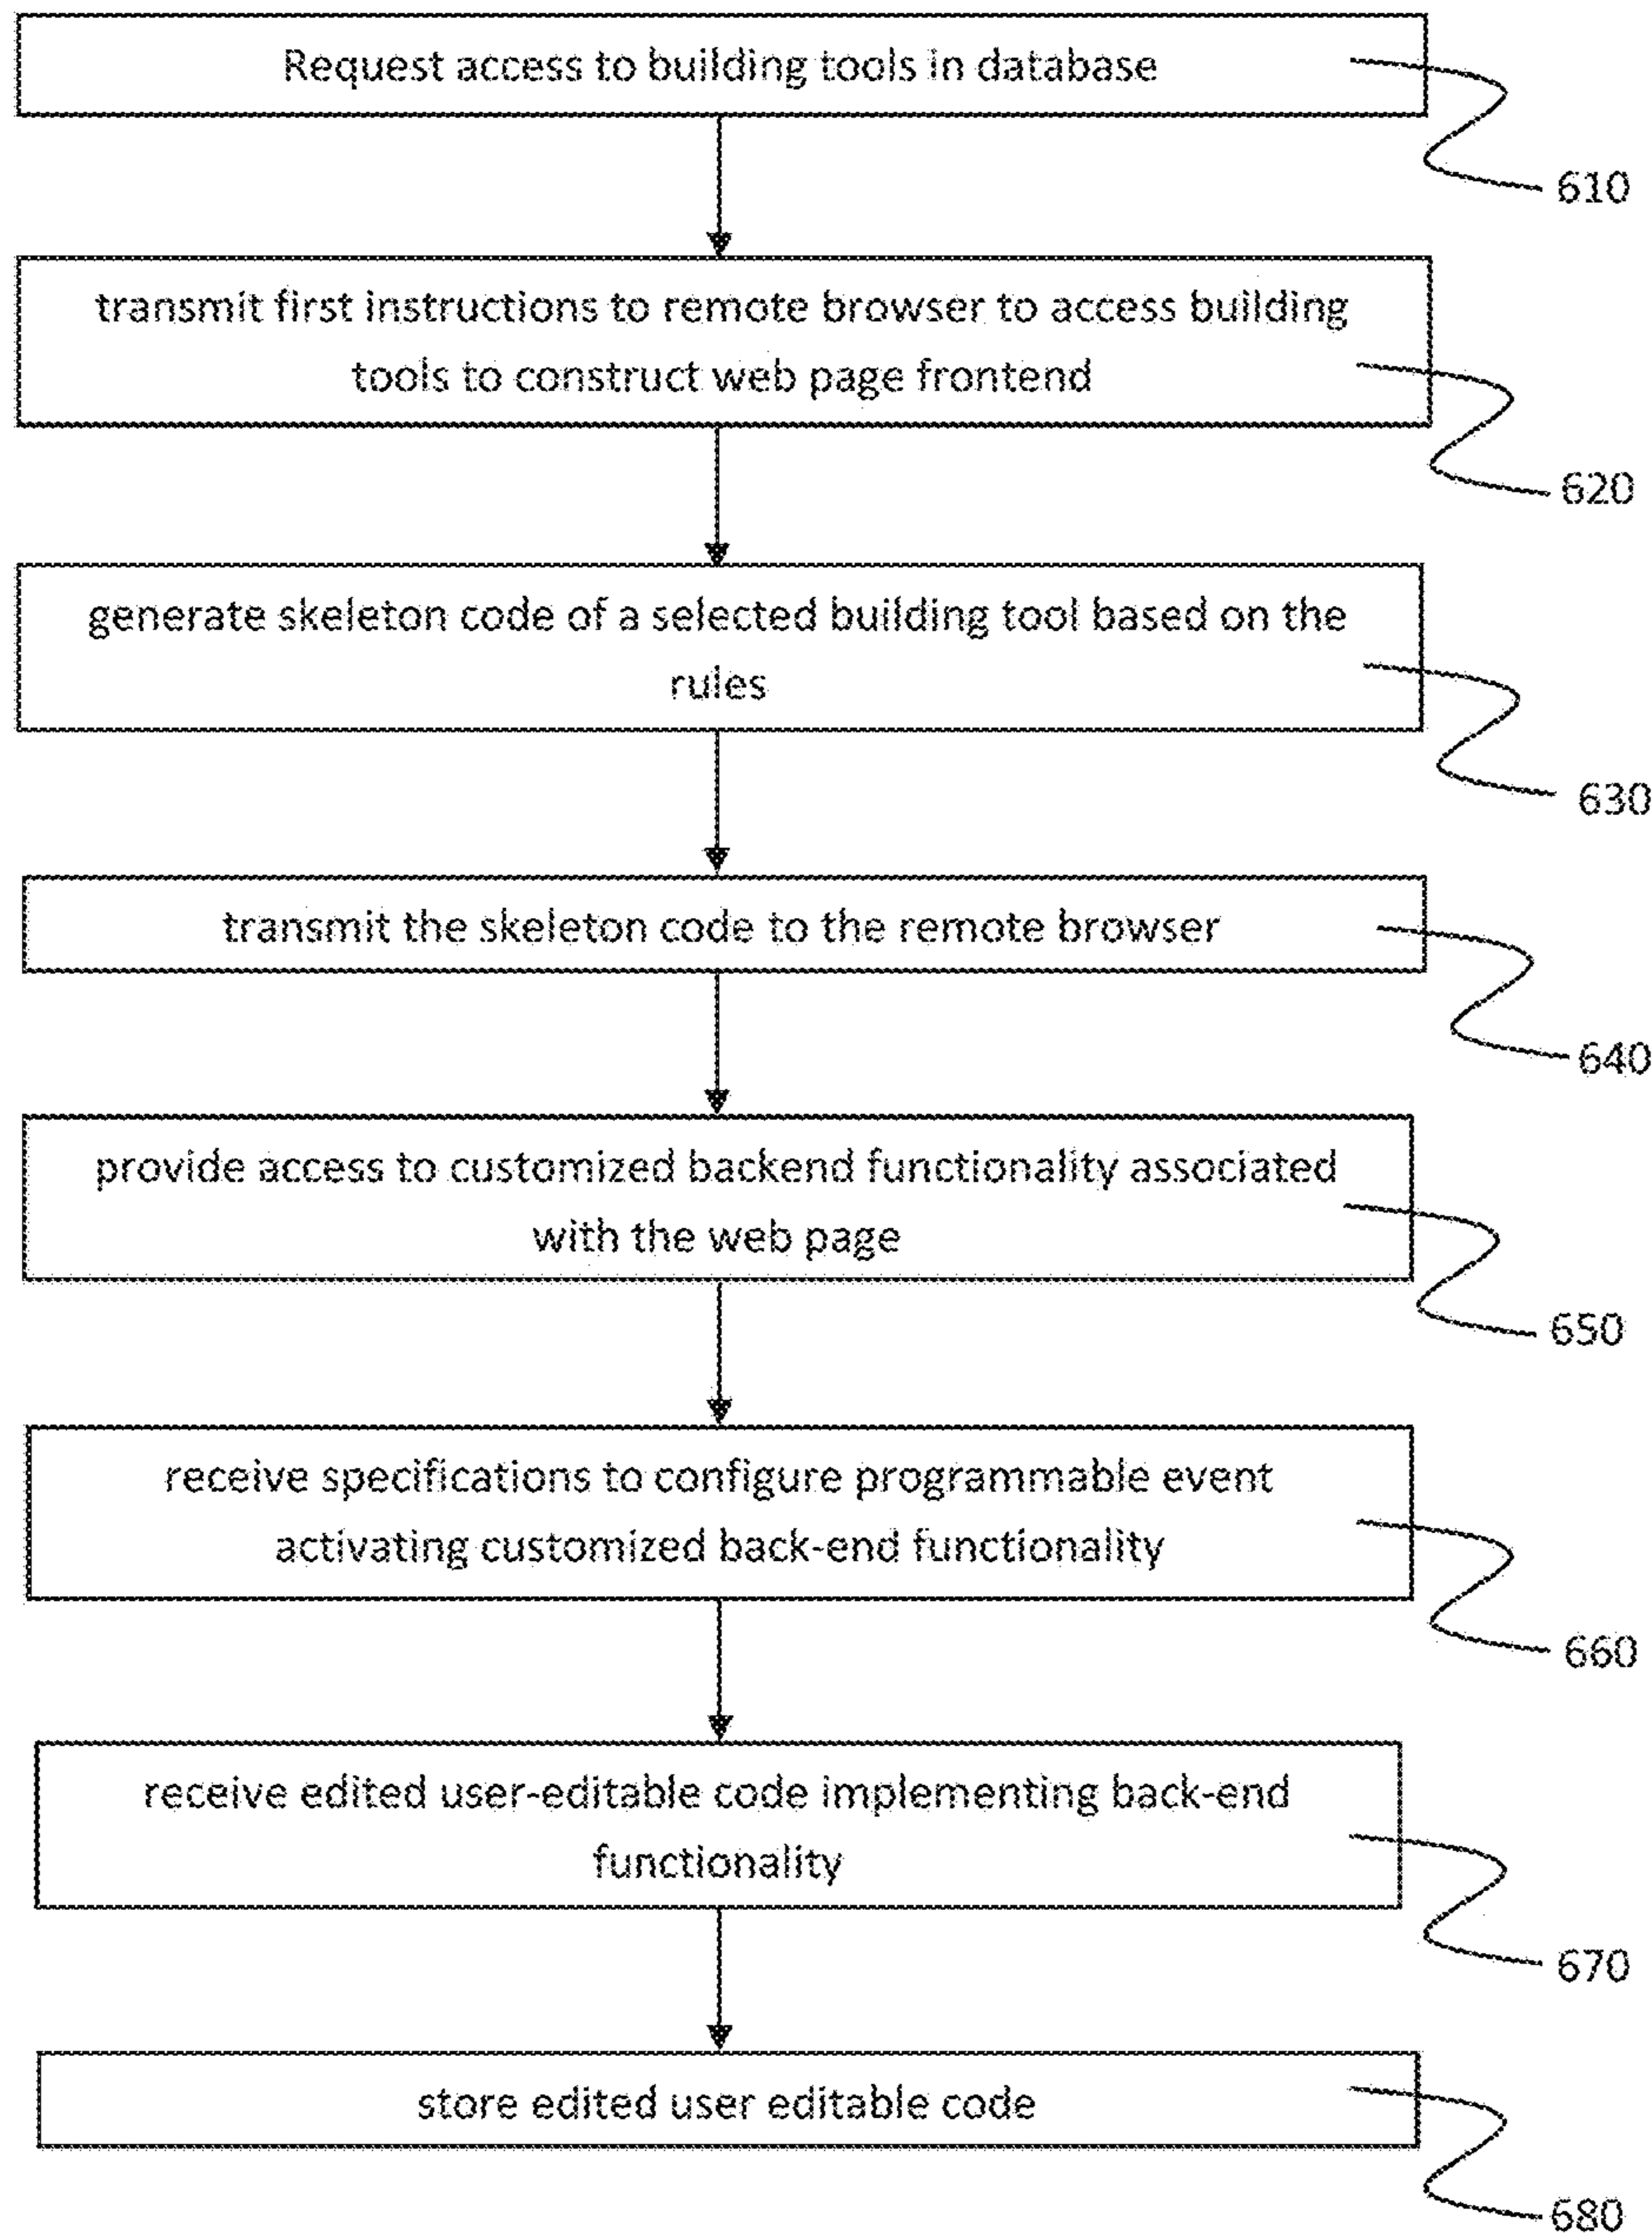 Request access to building tools in database
610
transmit first instructions to remote browser to access building
tools to construct web page frontend
620
generate skeleton code of a selected building tool based on the
rules
630
transmit the skeleton code to the remote browser
640
provide access to customized backend functionality associated
with the web page
650
receive specifications to configure programmable event
activating customized back-end functionality
660
receive edited user-editable code implementing back-end
functionality
670
store edited user editable code
680